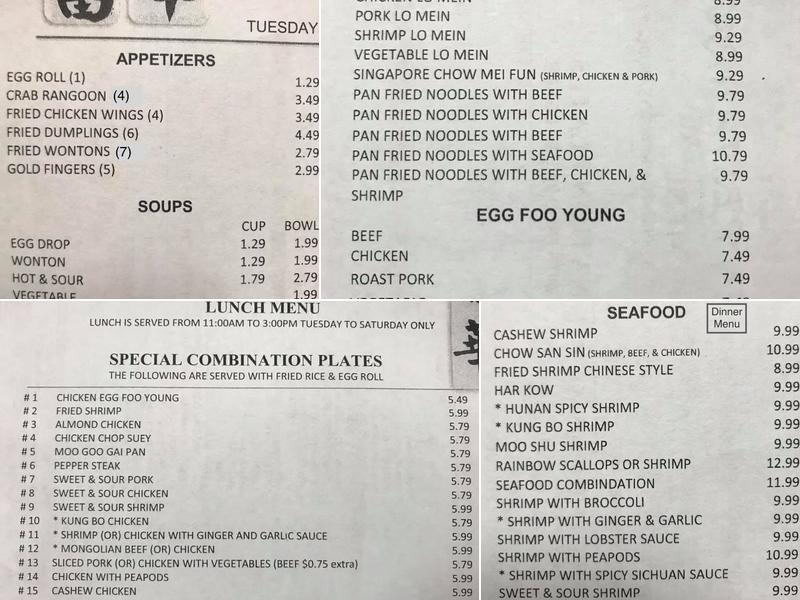 TUESDAY
APPETIZERS
EGG ROLL (1) 1.29
CRAB RANGOON (4) 3.49
FRIED CHICKEN WINGS (4) 3.49
FRIED DUMPLINGS (6) 4.49
FRIED WONTONS (7) 2.79
GOLD FINGERS (5) 2.99
SOUPS
CUP BOWL
EGG DROP 1.29 1.99
WONTON 1.29 1.99
HOT & SOUR 1.79 2.79
VEGETABLE 1.99
CHICKEN LO MEIN 8.99
PORK LO MEIN 8.99
SHRIMP LO MEIN 9.29
VEGETABLE LO MEIN 8.99
SINGAPORE CHOW MEI FUN (SHRIMP, CHICKEN & PORK) 9.29
PAN FRIED NOODLES WITH BEEF 9.79
PAN FRIED NOODLES WITH CHICKEN 9.79
PAN FRIED NOODLES WITH BEEF 9.79
PAN FRIED NOODLES WITH SEAFOOD 10.79
PAN FRIED NOODLES WITH BEEF, CHICKEN, & 9.79
SHRIMP
EGG FOO YOUNG
BEEF 7.99
CHICKEN 7.49
ROAST PORK 7.49
LUNCH MENU
LUNCH IS SERVED FROM 11:00AM TO 3:00PM TUESDAY TO SATURDAY ONLY
SPECIAL COMBINATION PLATES
THE FOLLOWING ARE SERVED WITH FRIED RICE & EGG ROLL
# 1 CHICKEN EGG FOO YOUNG 5.49
# 2 FRIED SHRIMP 5.99
# 3 ALMOND CHICKEN 5.79
# 4 CHICKEN CHOP SUEY 5.79
# 5 MOO GOO GAI PAN 5.79
# 6 PEPPER STEAK 5.79
# 7 SWEET & SOUR PORK 5.79
# 8 SWEET & SOUR CHICKEN 5.79
# 9 SWEET & SOUR SHRIMP 5.99
# 10 * KUNG BO CHICKEN 5.79
# 11 * SHRIMP (OR) CHICKEN WITH GINGER AND GARLIC SAUCE 5.99
# 12 * MONGOLIAN BEEF (OR) CHICKEN 5.99
# 13 SLICED PORK (OR) CHICKEN WITH VEGETABLES (BEEF $0.75 extra) 5.79
# 14 CHICKEN WITH PEAPODS 5.99
# 15 CASHEW CHICKEN 5.99
SEAFOOD
Dinner
Menu
CASHEW SHRIMP 9.99
CHOW SAN SIN (SHRIMP, BEEF, & CHICKEN) 10.99
FRIED SHRIMP CHINESE STYLE 8.99
HAR KOW 9.99
* HUNAN SPICY SHRIMP 9.99
* KUNG BO SHRIMP 9.99
MOO SHU SHRIMP 9.99
RAINBOW SCALLOPS OR SHRIMP 12.99
SEAFOOD COMBINDATION 11.99
SHRIMP WITH BROCCOLI 9.99
* SHRIMP WITH GINGER & GARLIC 9.99
SHRIMP WITH LOBSTER SAUCE 9.99
SHRIMP WITH PEAPODS 10.99
* SHRIMP WITH SPICY SICHUAN SAUCE 9.99
SWEET & SOUR SHRIMP 9.99